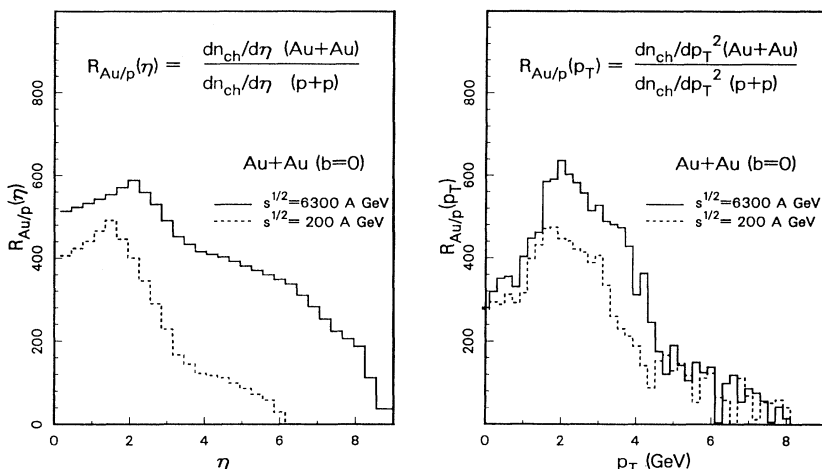 R_Au/p(η) = dn_ch/dη (Au+Au)
dn_ch/dη (p+p)
Au+Au (b=0)
s^1/2=6300 A GeV
s^1/2= 200 A GeV
R_Au/p(η)
0 200 400 600 800
0 2 4 6 8
η
R_Au/p(p_T) = dn_ch/dp_T^2(Au+Au)
dn_ch/dp_T^2 (p+p)
Au+Au (b=0)
s^1/2=6300 A GeV
s^1/2= 200 A GeV
R_Au/p(p_T)
0 200 400 600 800
0 2 4 6 8
p_T (GeV)